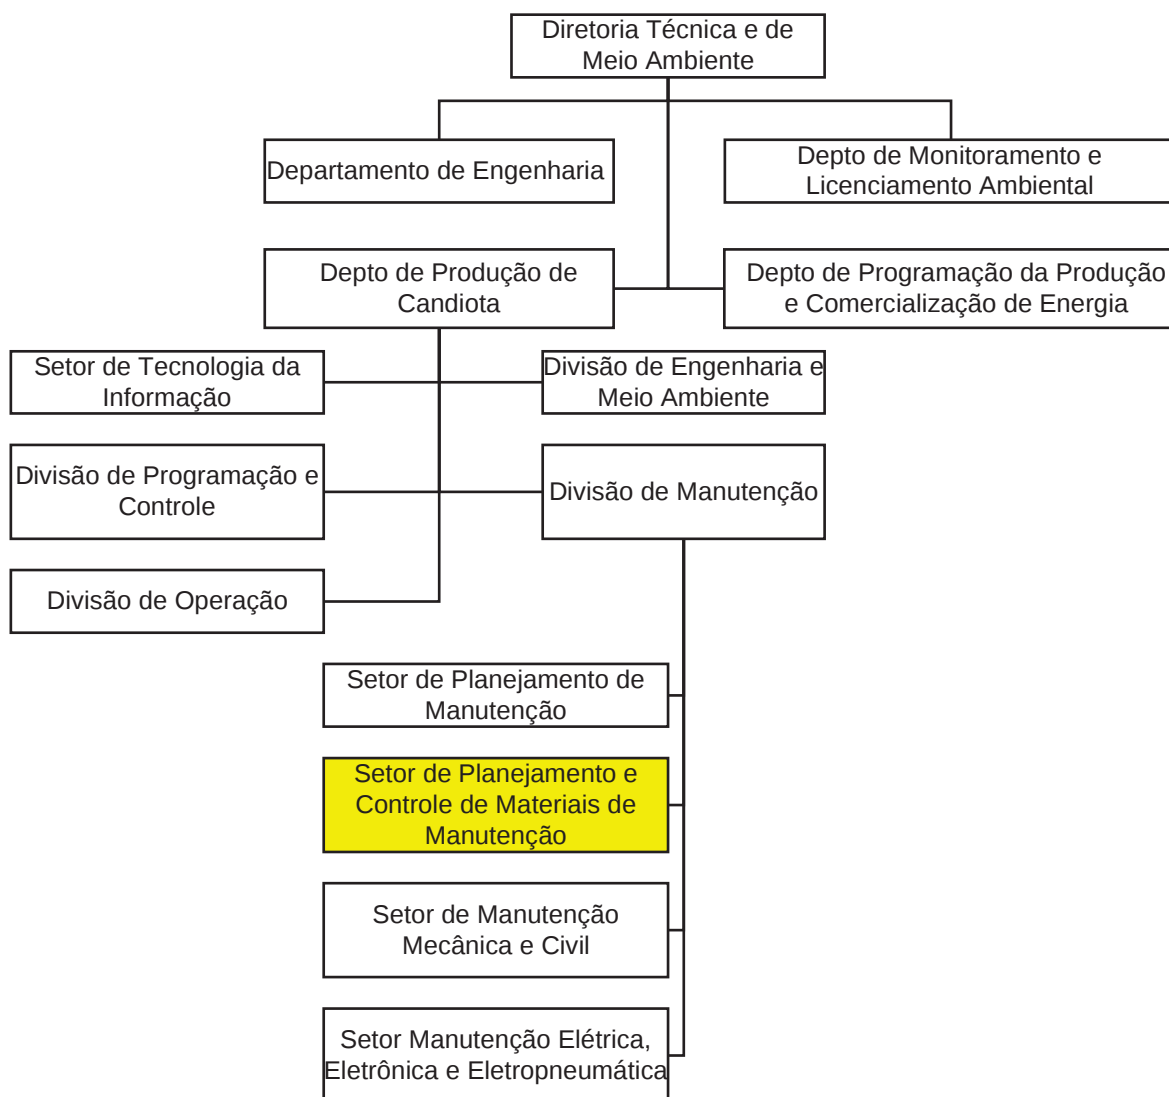 Diretoria Técnica e de
Meio Ambiente
Departamento de Engenharia
Depto de Monitoramento e
Licenciamento Ambiental
Depto de Produção de
Candiota
Depto de Programação da Produção
e Comercialização de Energia
Setor de Tecnologia da
Informação
Divisão de Engenharia e
Meio Ambiente
Divisão de Programação e
Controle
Divisão de Manutenção
Divisão de Operação
Setor de Planejamento de
Manutenção
Setor de Planejamento e
Controle de Materiais de
Manutenção
Setor de Manutenção
Mecânica e Civil
Setor Manutenção Elétrica,
Eletrônica e Eletropneumática